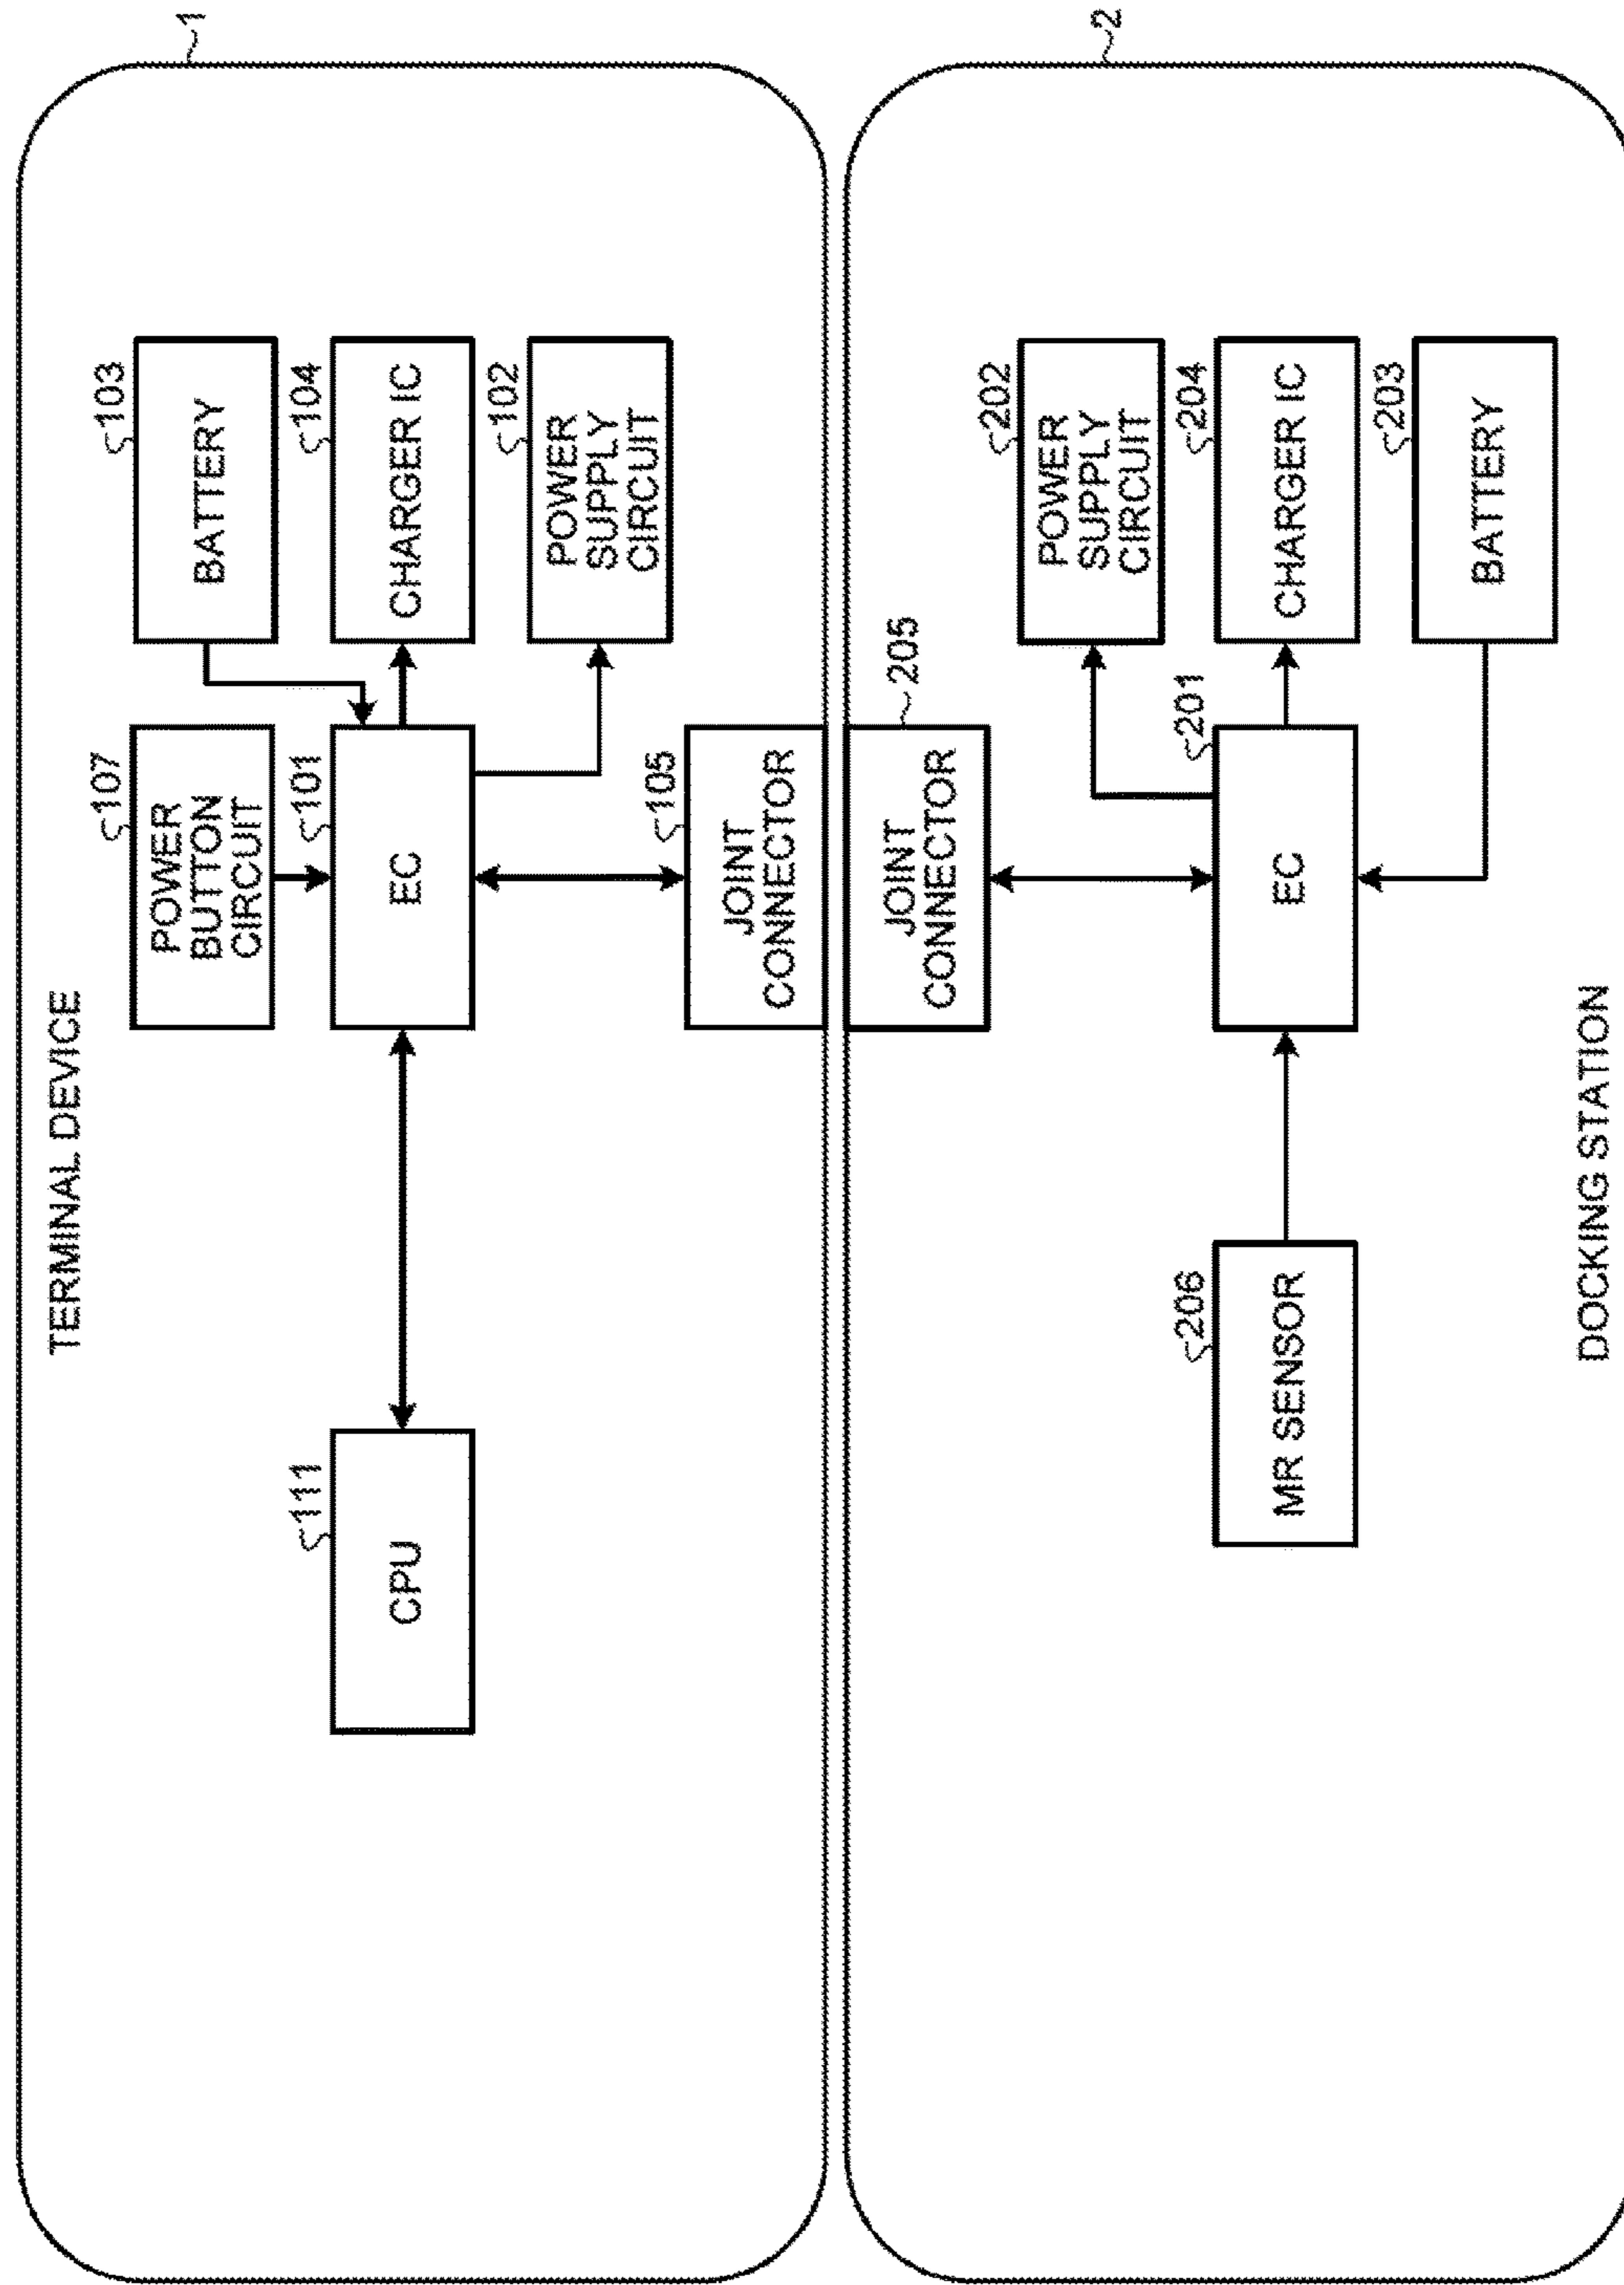 1
TERMINAL DEVICE
107
POWER
BUTTON
CIRCUIT
103
BATTERY
111
CPU
101
EC
104
CHARGER IC
102
POWER
SUPPLY
CIRCUIT
105
JOINT
CONNECTOR
2
205
JOINT
CONNECTOR
202
POWER
SUPPLY
CIRCUIT
206
MR SENSOR
201
EC
204
CHARGER IC
203
BATTERY
DOCKING STATION